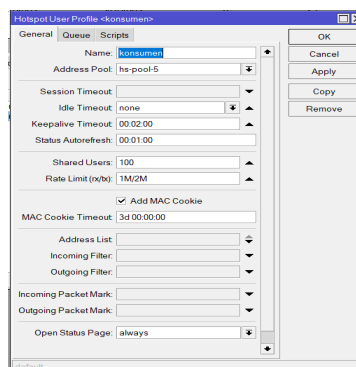 Hotspot User Profile <konsumen>
General Queue Scripts
Name: konsumen
Address Pool: hs-pool-5
Session Timeout:
Idle Timeout: none
Keepalive Timeout: 00:02:00
Status Autorefresh: 00:01:00
Shared Users: 100
Rate Limit (rx/tx): 1M/2M
Add MAC Cookie
MAC Cookie Timeout: 3d 00:00:00
Address List:
Incoming Filter:
Outgoing Filter:
Incoming Packet Mark:
Outgoing Packet Mark:
Open Status Page: always
OK
Cancel
Apply
Copy
Remove
default